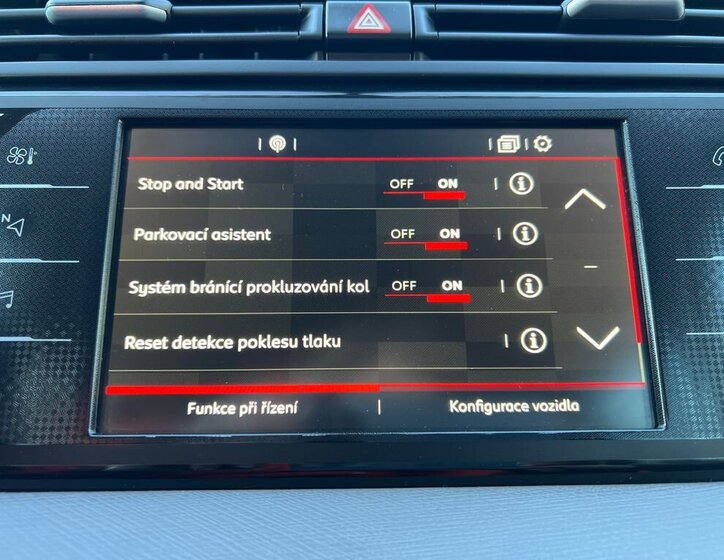 Stop and Start OFF ON
Parkovací asistent OFF ON
Systém bránící prokluzování kol OFF ON
Reset detekce poklesu tlaku
Funkce při řízení
Konfigurace vozidla
N